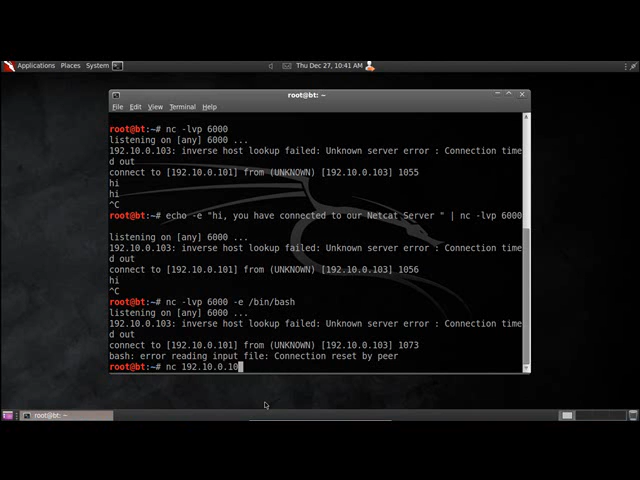 Applications Places System Thu Dec 27, 10:41 AM
root@bt: ~
File Edit View Terminal Help
root@bt:~# nc -lvp 6000
listening on [any] 6000 ...
192.10.0.103: inverse host lookup failed: Unknown server error : Connection time
d out
connect to [192.10.0.101] from (UNKNOWN) [192.10.0.103] 1055
hi
hi
^C
root@bt:~# echo -e "hi, you have connected to our Netcat Server " | nc -lvp 6000
listening on [any] 6000 ...
192.10.0.103: inverse host lookup failed: Unknown server error : Connection time
d out
connect to [192.10.0.101] from (UNKNOWN) [192.10.0.103] 1056
hi
^C
root@bt:~# nc -lvp 6000 -e /bin/bash
listening on [any] 6000 ...
192.10.0.103: inverse host lookup failed: Unknown server error : Connection time
d out
connect to [192.10.0.101] from (UNKNOWN) [192.10.0.103] 1073
bash: error reading input file: Connection reset by peer
root@bt:~# nc 192.10.0.10
root@bt: ~